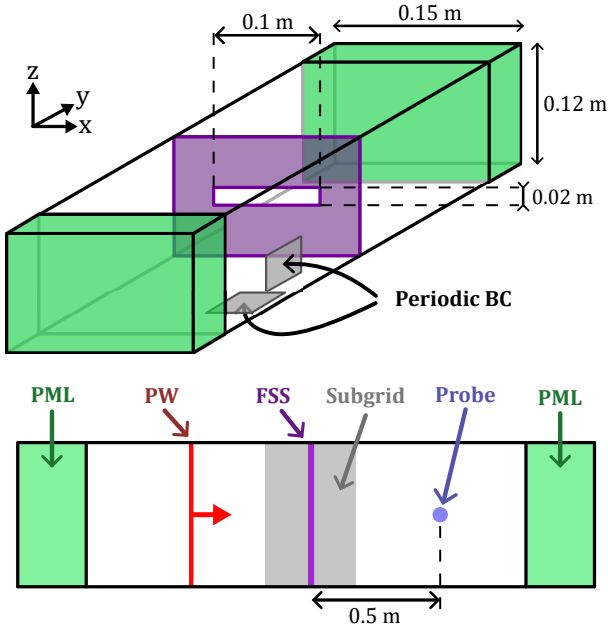 0.15 m
0.1 m
z
y
x
0.12 m
0.02 m
Periodic BC
PML
PW
FSS
Subgrid
Probe
PML
0.5 m